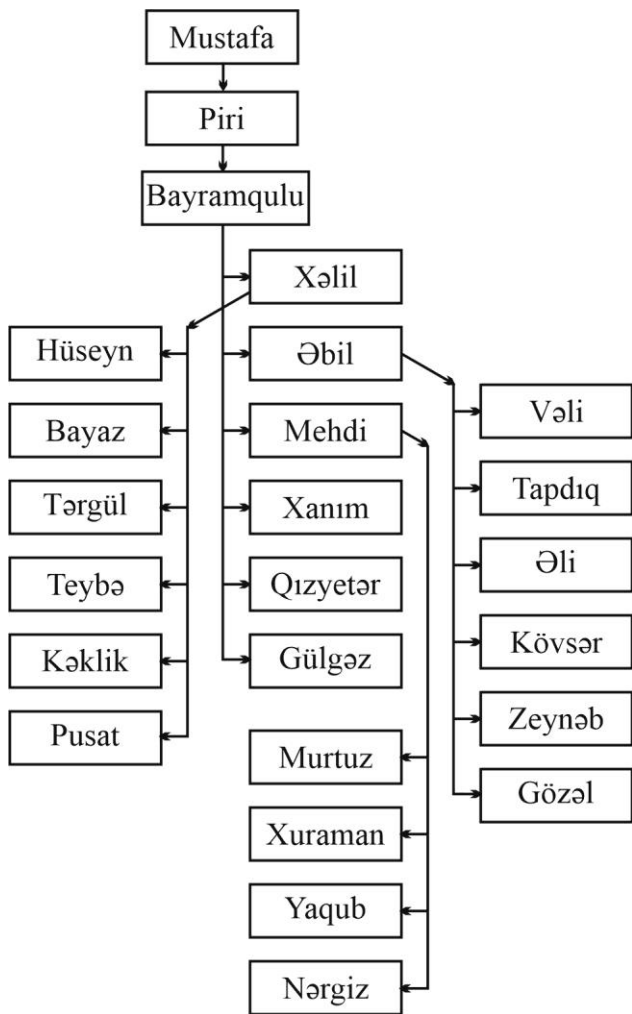 Mustafa
Piri
Bayramqulu
Xəlil
Hüseyn
Əbil
Vəli
Bayaz
Mehdi
Tapdıq
Tərgül
Xanım
Əli
Teybə
Qızyetər
Kövsər
Kəklik
Gülgəz
Zeynəb
Pusat
Murtuz
Gözəl
Xuraman
Yaqub
Nərgiz